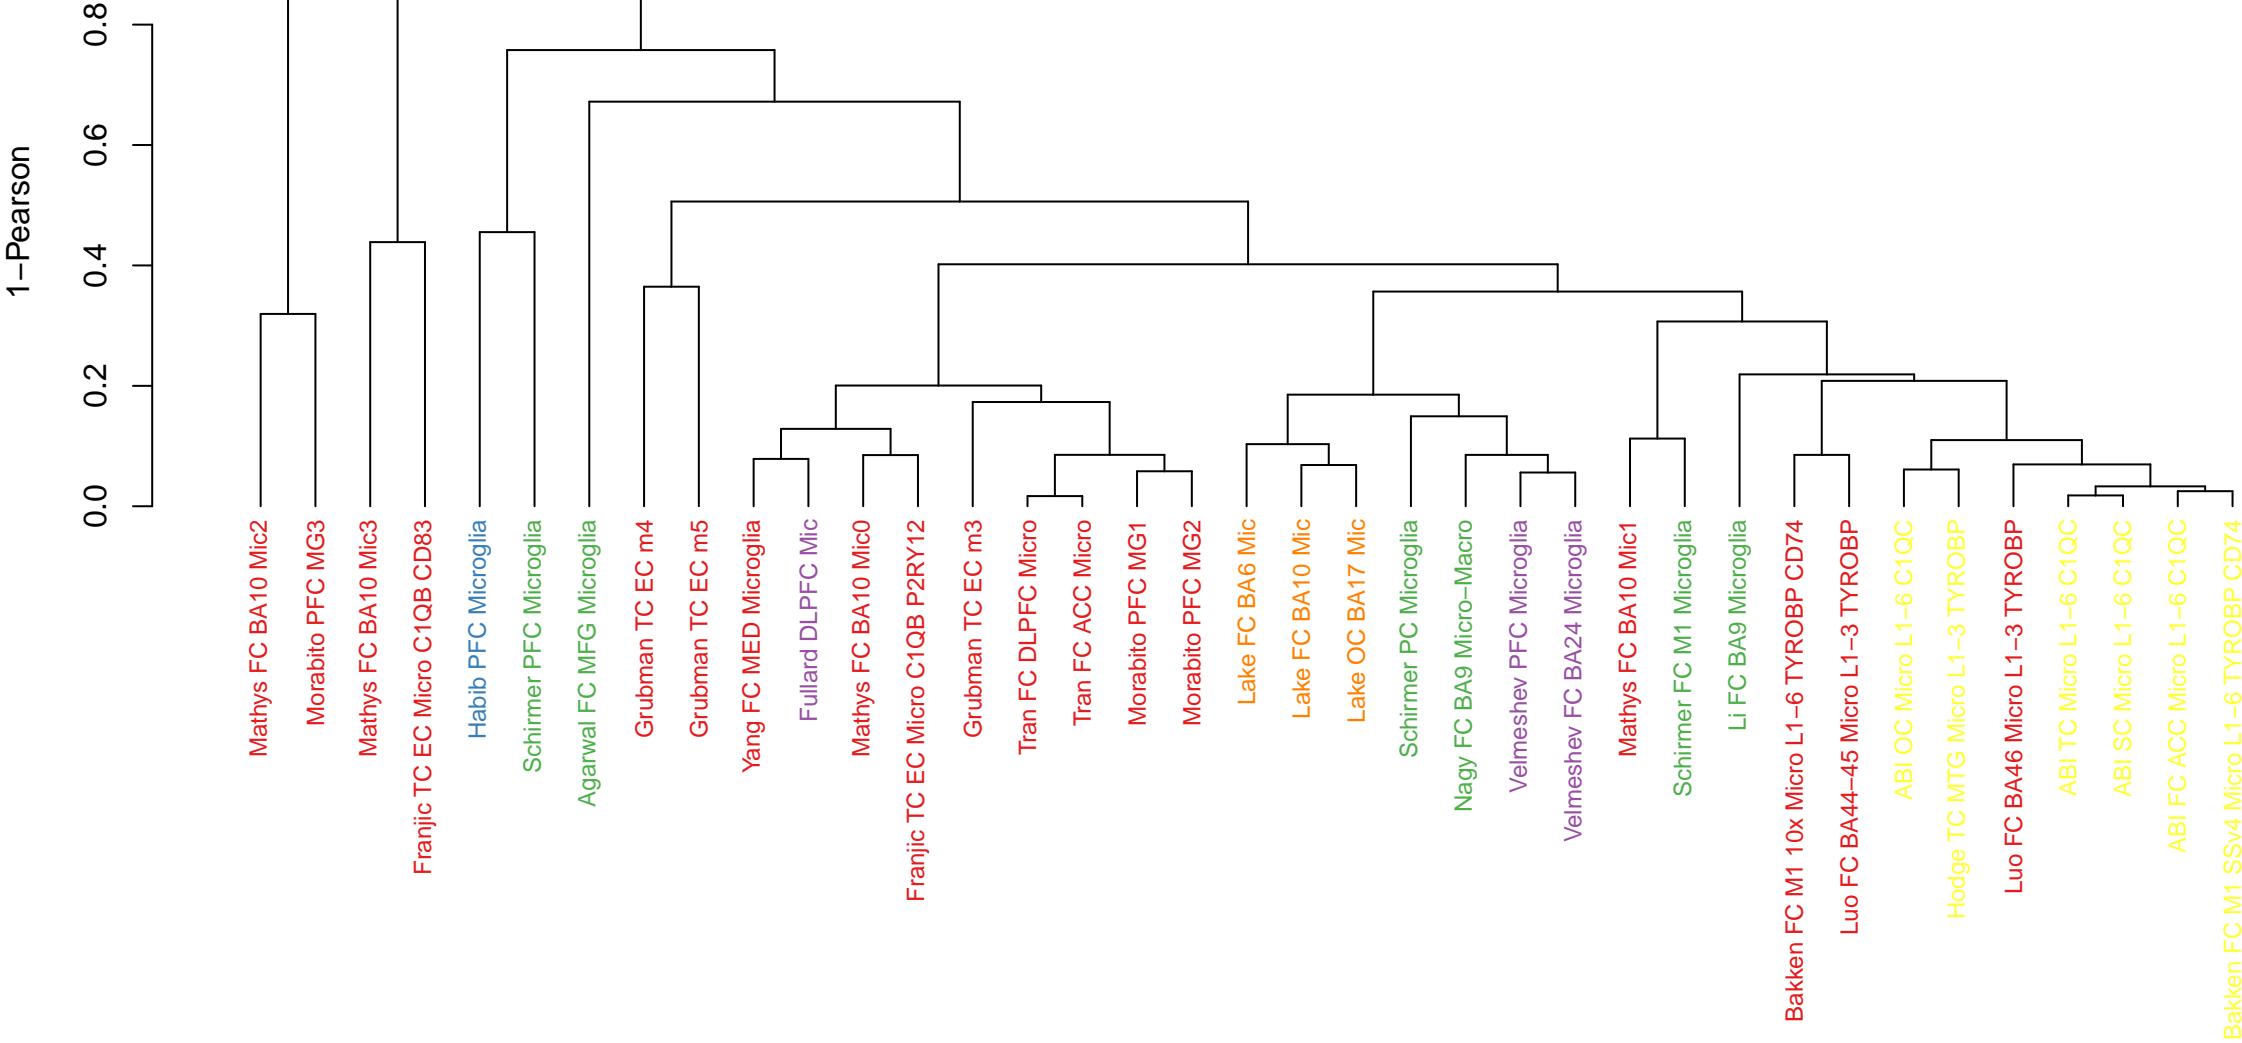 1−Pearson
0.8
0.6
0.4
0.2
0.0
Mathys FC BA10 Mic2
Morabito PFC MG3
Mathys FC BA10 Mic3
Franjic TC EC Micro C1QB CD83
Habib PFC Microglia
Schirmer PFC Microglia
Agarwal FC MFG Microglia
Grubman TC EC m4
Grubman TC EC m5
Yang FC MED Microglia
Fullard DLPFC Mic
Mathys FC BA10 Mic0
Franjic TC EC Micro C1QB P2RY12
Grubman TC EC m3
Tran FC DLPFC Micro
Tran FC ACC Micro
Morabito PFC MG1
Morabito PFC MG2
Lake FC BA6 Mic
Lake FC BA10 Mic
Lake OC BA17 Mic
Schirmer PC Microglia
Nagy FC BA9 Micro−Macro
Velmeshev PFC Microglia
Velmeshev FC BA24 Microglia
Mathys FC BA10 Mic1
Schirmer FC M1 Microglia
Li FC BA9 Microglia
Bakken FC M1 10x Micro L1−6 TYROBP CD74
Luo FC BA44−45 Micro L1−3 TYROBP
ABI OC Micro L1−6 C1QC
Hodge TC MTG Micro L1−3 TYROBP
Luo FC BA46 Micro L1−3 TYROBP
ABI TC Micro L1−6 C1QC
ABI SC Micro L1−6 C1QC
ABI FC ACC Micro L1−6 C1QC
Bakken FC M1 SSv4 Micro L1−6 TYROBP CD74